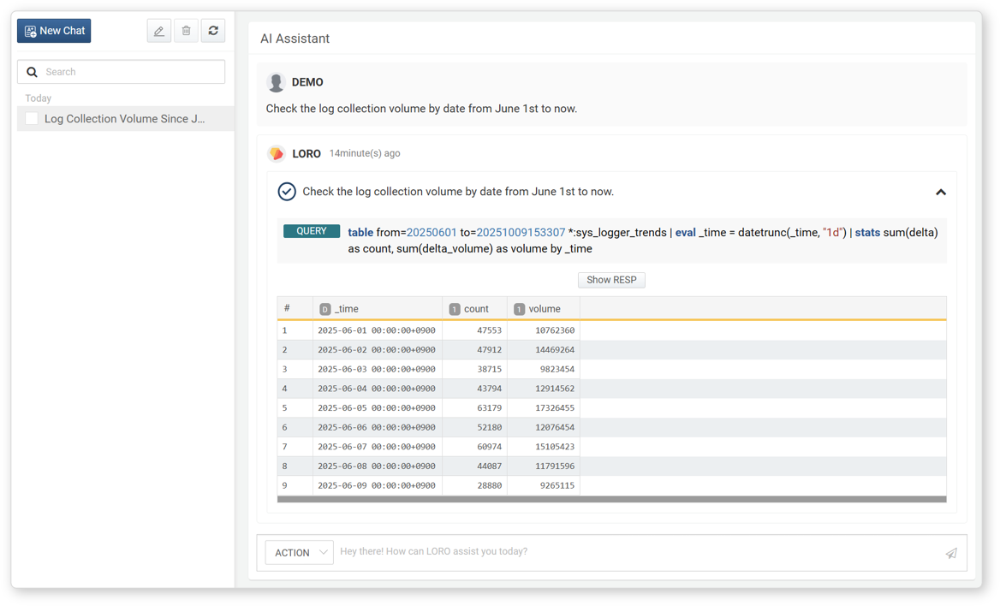 New Chat
Search
Today
Log Collection Volume Since J...
AI Assistant
DEMO
Check the log collection volume by date from June 1st to now.
LORO 14minute(s) ago
Check the log collection volume by date from June 1st to now.
QUERY table from=20250601 to=20251009153307 *:sys_logger_trends | eval _time = datetrunc(_time, "1d") | stats sum(delta)
as count, sum(delta_volume) as volume by _time
Show RESP
# D _time 1 count 1 volume
1 2025-06-01 00:00:00+0900 47553 10762360
2 2025-06-02 00:00:00+0900 47912 14469264
3 2025-06-03 00:00:00+0900 38715 9823454
4 2025-06-04 00:00:00+0900 43794 12914562
5 2025-06-05 00:00:00+0900 63179 17326455
6 2025-06-06 00:00:00+0900 52180 12076454
7 2025-06-07 00:00:00+0900 60974 15105423
8 2025-06-08 00:00:00+0900 44087 11791596
9 2025-06-09 00:00:00+0900 28880 9265115
ACTION Hey there! How can LORO assist you today?